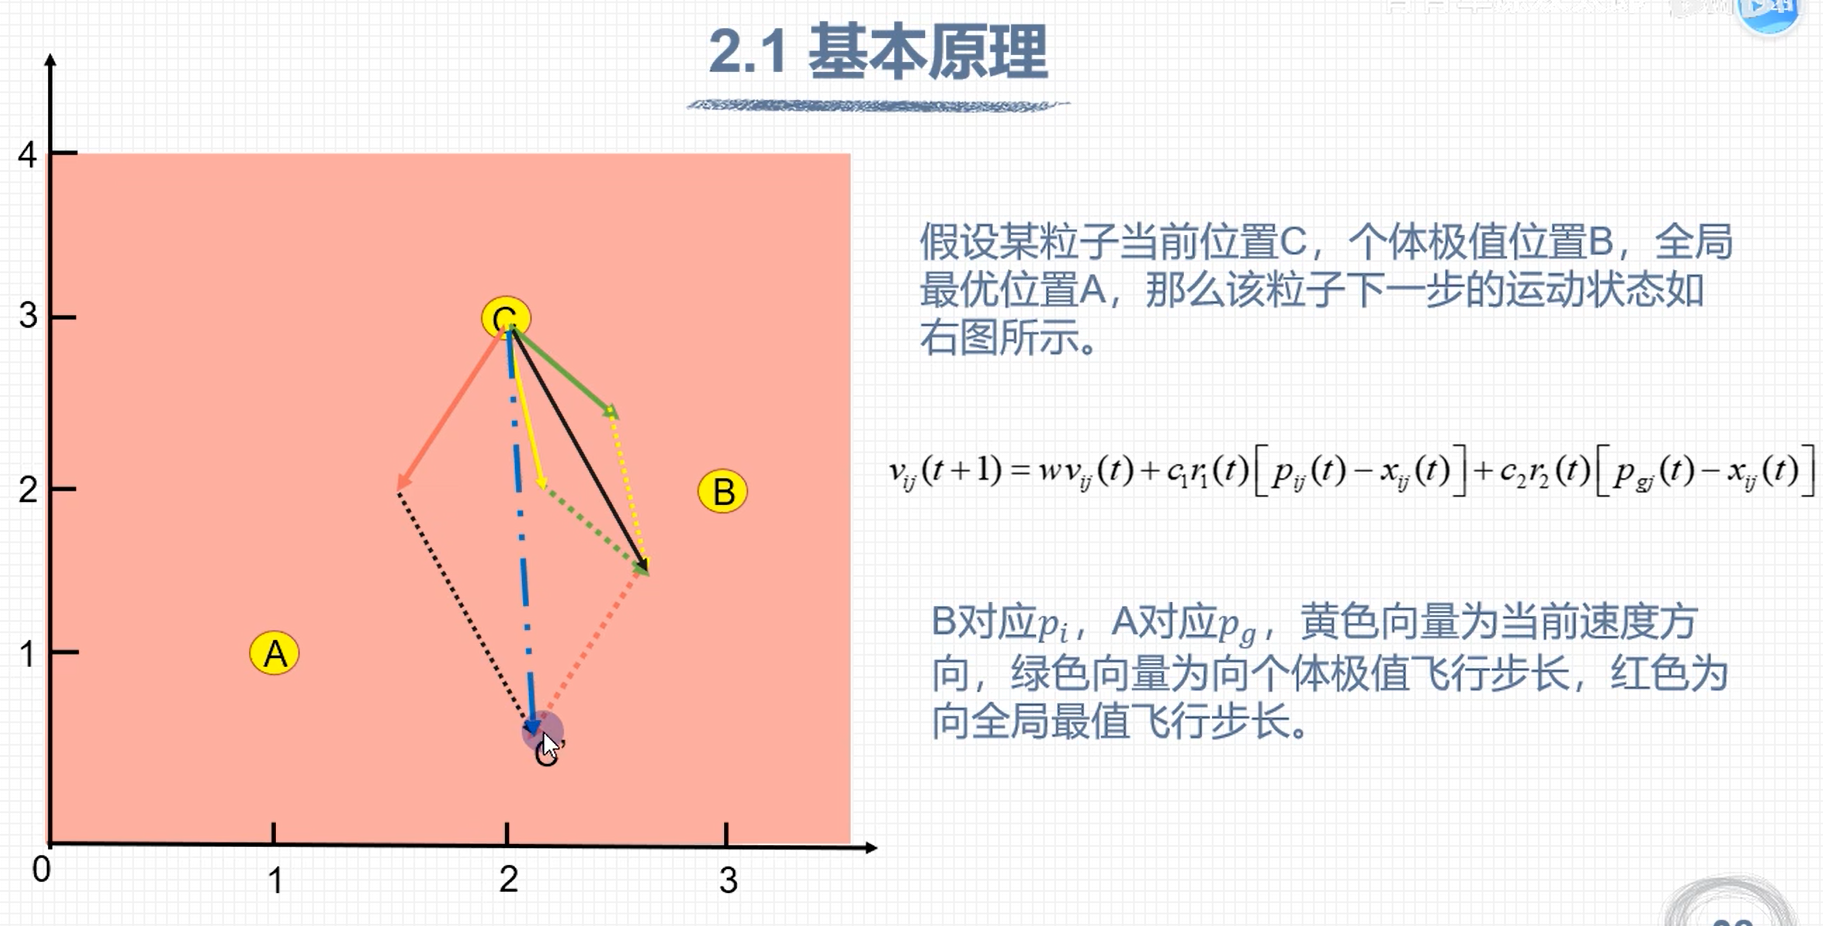 2.1 基本原理
4
3
2
1
0
1
2
3
C
B
A
C’
假设某粒子当前位置C，个体极值位置B，全局
最优位置A，那么该粒子下一步的运动状态如
右图所示。
v_{ij}(t+1) = wv_{ij}(t) + c_1r_1(t)[p_{ij}(t) − x_{ij}(t)] + c_2r_2(t)[p_{gj}(t) − x_{ij}(t)]
B对应p_i，A对应p_g，黄色向量为当前速度方
向，绿色向量为向个体极值飞行步长，红色为
向全局最值飞行步长。